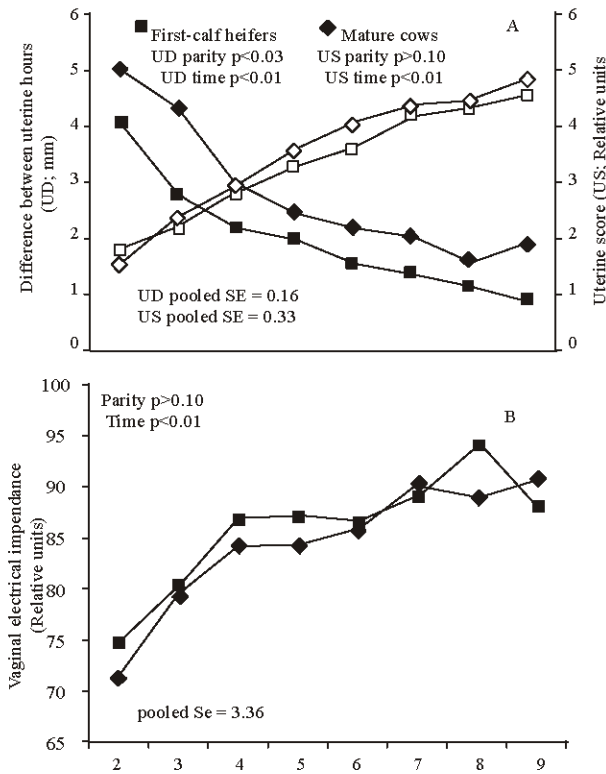 6
5
4
3
2
1
0
Difference between uterine hours
(UD; mm)
First-calf heifers
UD parity p<0.03
UD time p<0.01
Mature cows
US parity p>0.10
US time p<0.01
A
UD pooled SE = 0.16
US pooled SE = 0.33
6
5
4
3
2
1
0
Uterine score (US: Relative units
100
95
90
85
80
75
70
65
Vaginal electrical impendance
(Relative units)
Parity p>0.10
Time p<0.01
B
pooled Se = 3.36
2 3 4 5 6 7 8 9